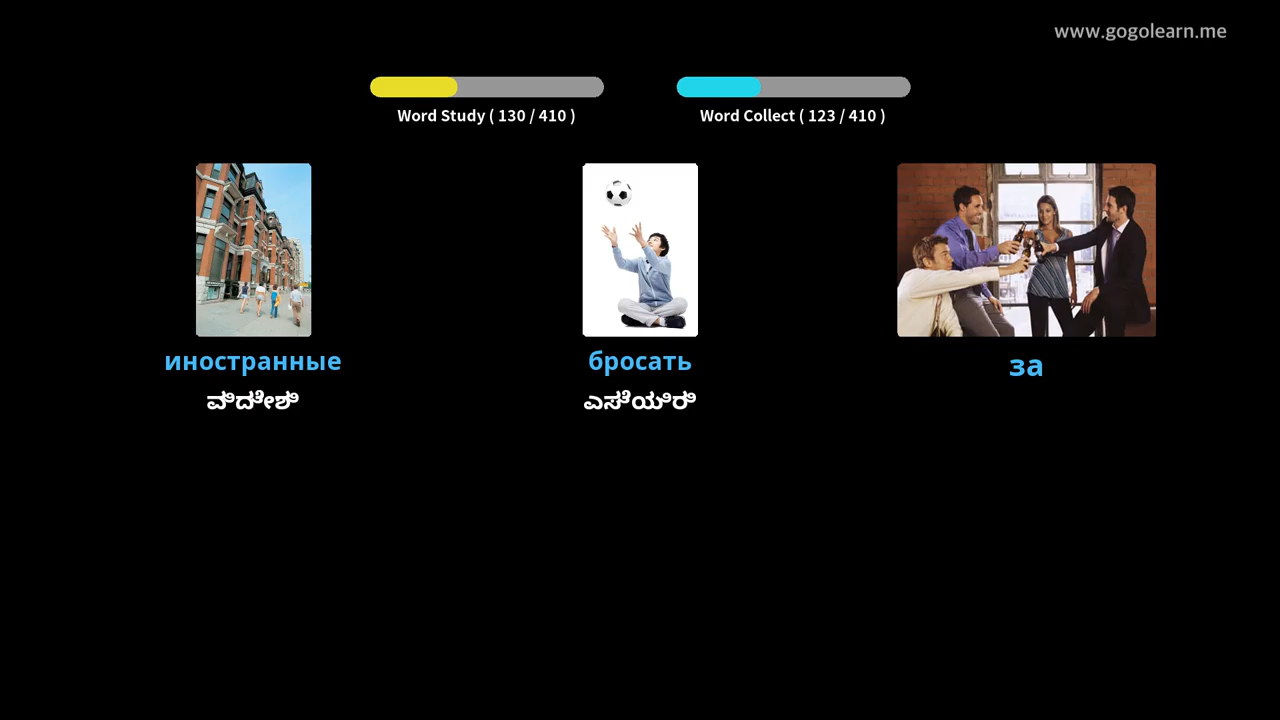 www.gogolearn.me
Word Study ( 130 / 410 )
Word Collect ( 123 / 410 )
иностранные
бросать
за
ವಿದೇಶಿ
ಎಸೆಯಿರಿ